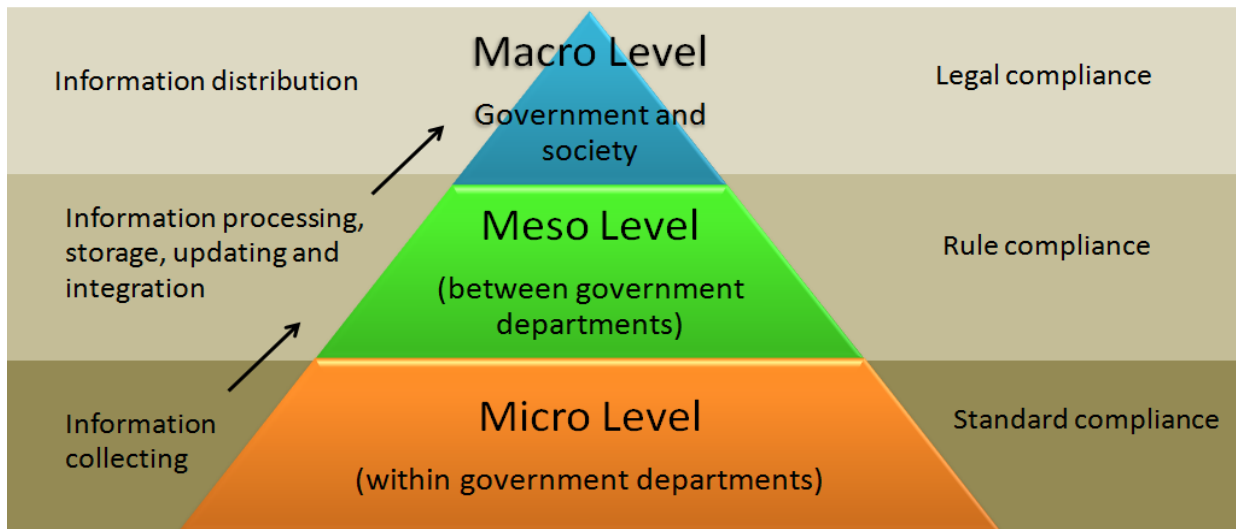 Macro Level
Information distribution
Legal compliance
Government and
society
Information processing,
storage, updating and
integration
Meso Level
(between government
departments)
Rule compliance
Information
collecting
Micro Level
(within government departments)
Standard compliance